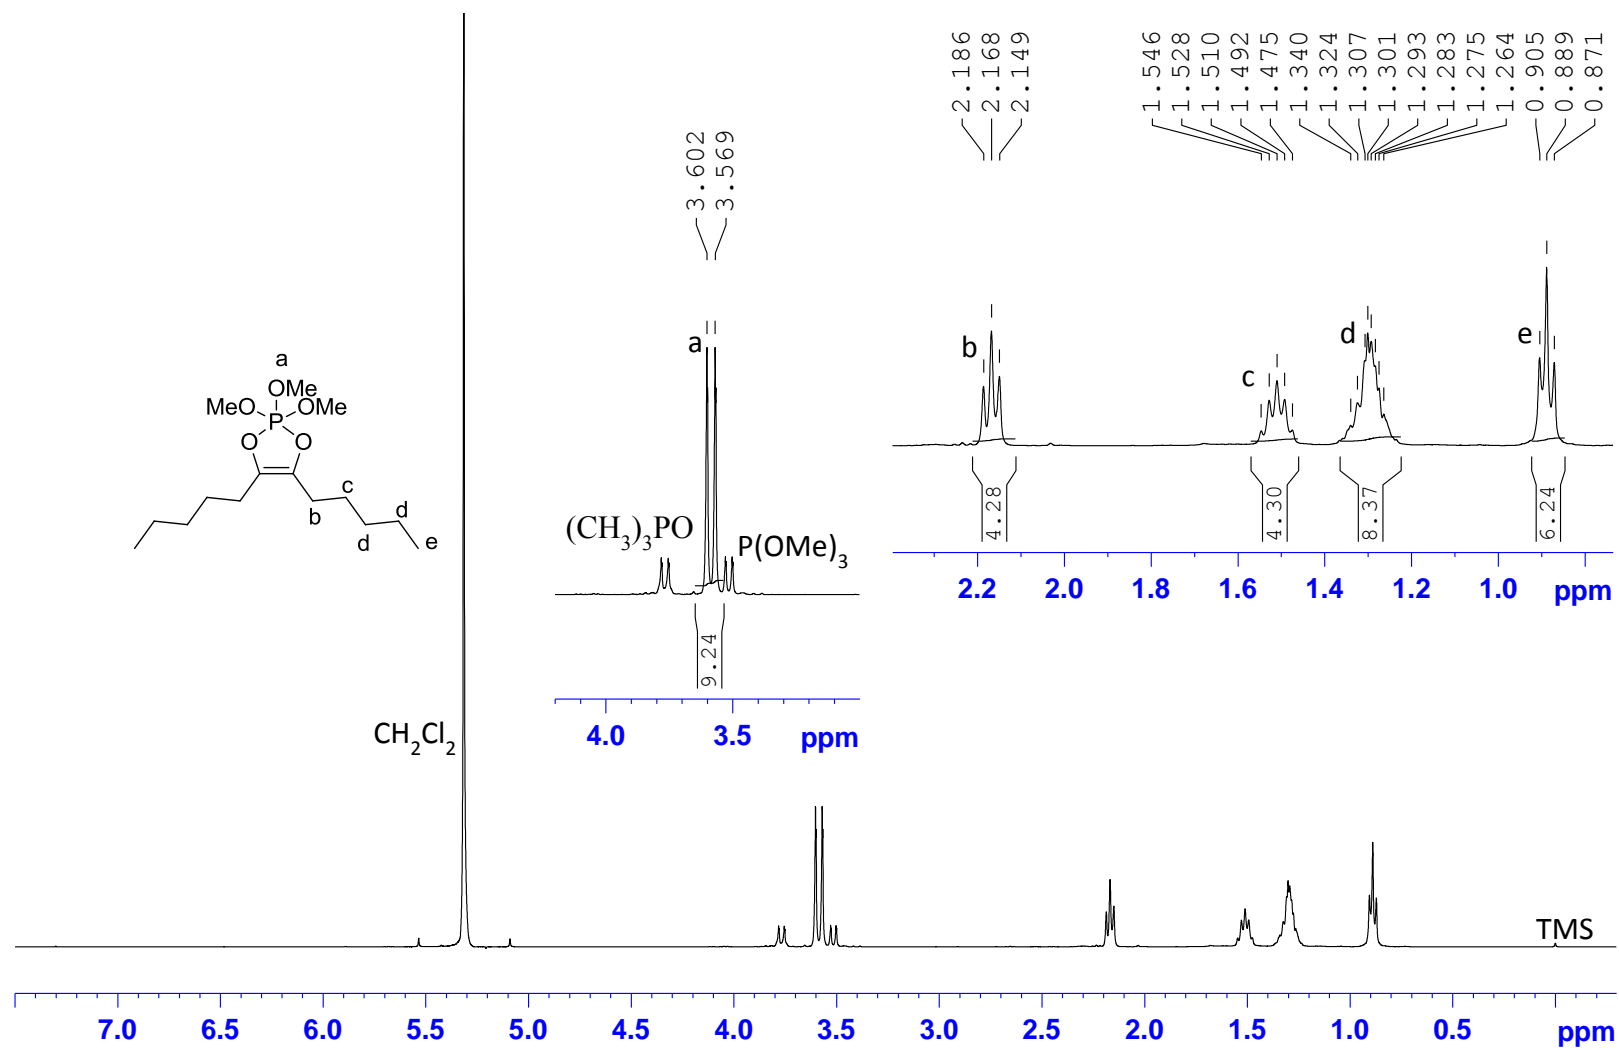 2.186
2.168
2.149
1.546
1.528
1.510
1.492
1.475
1.340
1.324
1.307
1.301
1.293
1.283
1.275
1.264
0.905
0.889
0.871
3.602
3.569
a
OMe
MeO OMe
P
O O
c
b
d
d
e
a
(CH3)3PO
P(OMe)3
9.24
4.0 3.5 ppm
b
c
d
e
4.28
4.30
8.37
6.24
2.2 2.0 1.8 1.6 1.4 1.2 1.0 ppm
CH2Cl2
TMS
7.0 6.5 6.0 5.5 5.0 4.5 4.0 3.5 3.0 2.5 2.0 1.5 1.0 0.5 ppm